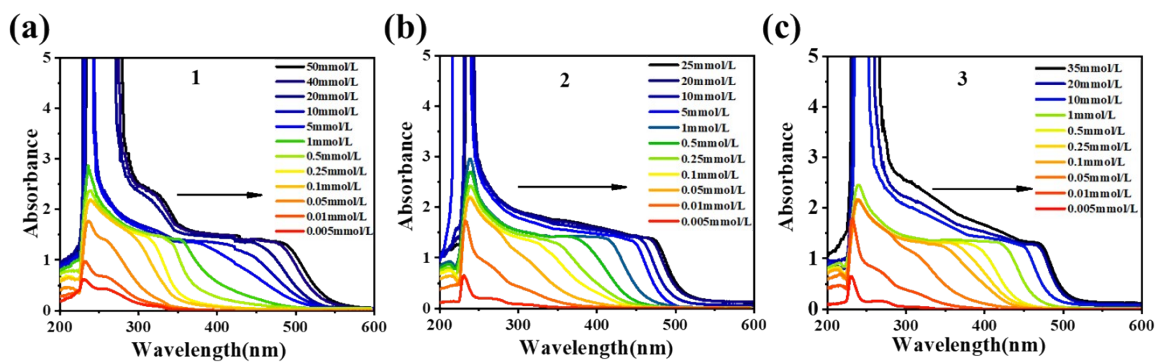 (a)
5
4
3
2
1
0
Absorbance
1
50mmol/L
40mmol/L
20mmol/L
10mmol/L
5mmol/L
1mmol/L
0.5mmol/L
0.25mmol/L
0.1mmol/L
0.05mmol/L
0.01mmol/L
0.005mmol/L
200 300 400 500 600
Wavelength(nm)
(b)
5
4
3
2
1
0
Absorbance
2
25mmol/L
20mmol/L
10mmol/L
5mmol/L
1mmol/L
0.5mmol/L
0.25mmol/L
0.1mmol/L
0.05mmol/L
0.01mmol/L
0.005mmol/L
200 300 400 500 600
Wavelength(nm)
(c)
5
4
3
2
1
0
Absorbance
3
35mmol/L
20mmol/L
10mmol/L
1mmol/L
0.5mmol/L
0.25mmol/L
0.1mmol/L
0.05mmol/L
0.01mmol/L
0.005mmol/L
200 300 400 500 600
Wavelength(nm)